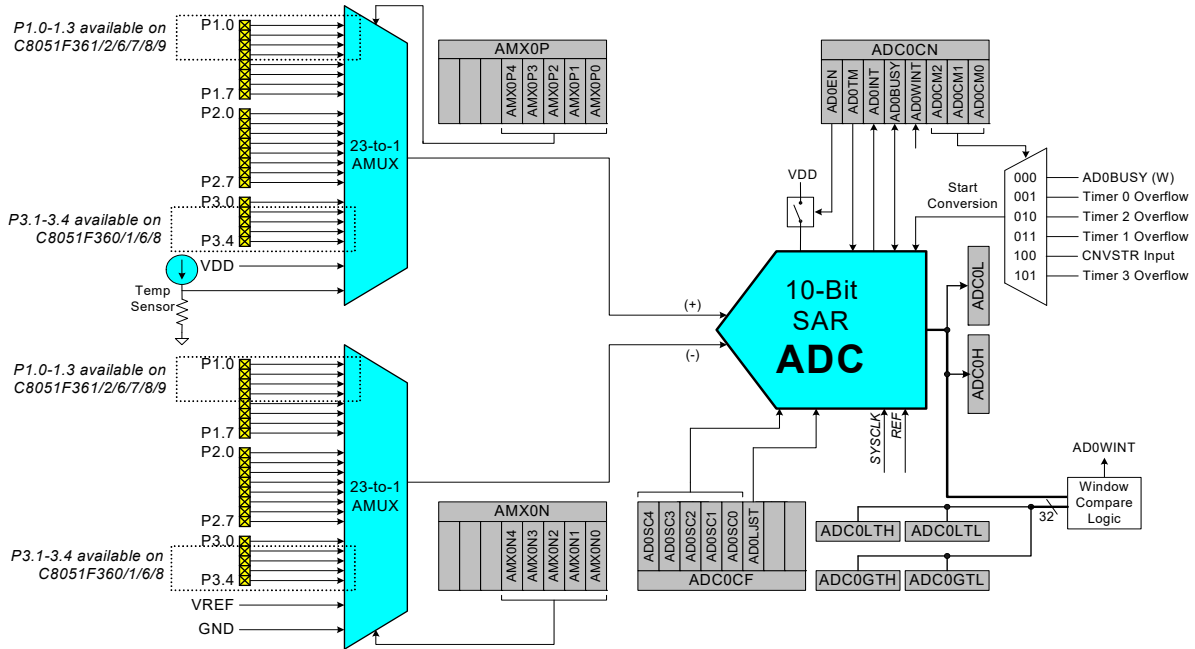 P1.0-1.3 available on
C8051F361/2/6/7/8/9
P1.0
P1.7
P2.0
P2.7
P3.0
P3.1-3.4 available on
C8051F360/1/6/8
P3.4
VDD
Temp
Sensor
23-to-1
AMUX
AMX0P
AMX0P4
AMX0P3
AMX0P2
AMX0P1
AMX0P0
ADC0CN
AD0EN
AD0TM
AD0INT
AD0BUSY
AD0WINT
AD0CM2
AD0CM1
AD0CM0
VDD
Start
Conversion
000
001
010
011
100
101
AD0BUSY (W)
Timer 0 Overflow
Timer 2 Overflow
Timer 1 Overflow
CNVSTR Input
Timer 3 Overflow
(+)
(-)
10-Bit
SAR
ADC
ADC0L
ADC0H
SYSCLK
REF
P1.0-1.3 available on
C8051F361/2/6/7/8/9
P1.0
P1.7
P2.0
P2.7
P3.0
P3.1-3.4 available on
C8051F360/1/6/8
P3.4
VREF
GND
23-to-1
AMUX
AMX0N
AMX0N4
AMX0N3
AMX0N2
AMX0N1
AMX0N0
AD0SC4
AD0SC3
AD0SC2
AD0SC1
AD0SC0
AD0LJST
ADC0CF
AD0WINT
Window
Compare
Logic
32
ADC0LTH
ADC0LTL
ADC0GTH
ADC0GTL